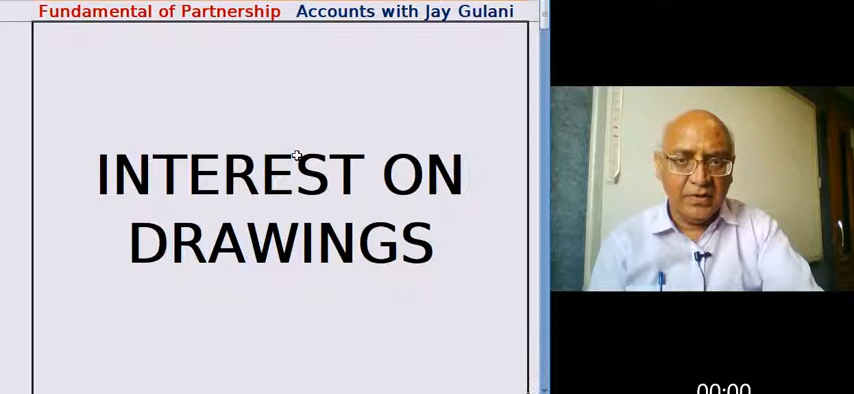 Fundamental of Partnership Accounts with Jay Gulani
INTEREST ON
DRAWINGS
00:00